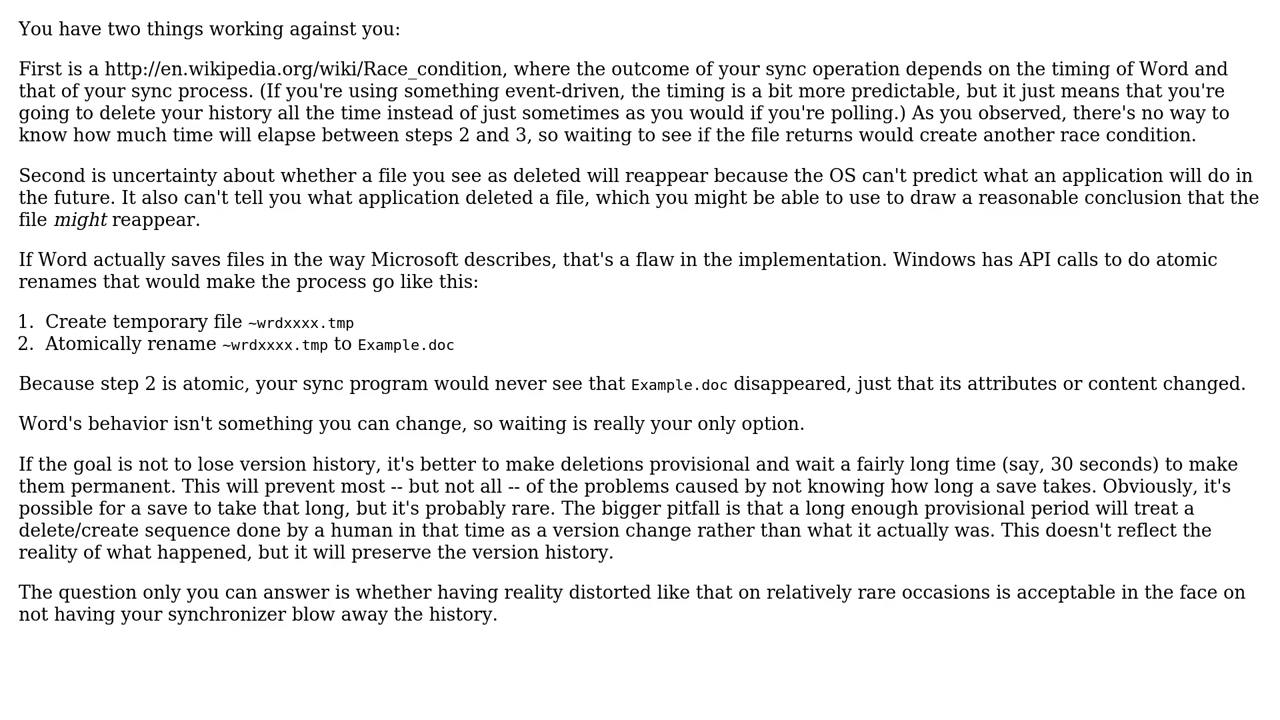 You have two things working against you:
First is a http://en.wikipedia.org/wiki/Race_condition, where the outcome of your sync operation depends on the timing of Word and
that of your sync process. (If you're using something event-driven, the timing is a bit more predictable, but it just means that you're
going to delete your history all the time instead of just sometimes as you would if you're polling.) As you observed, there's no way to
know how much time will elapse between steps 2 and 3, so waiting to see if the file returns would create another race condition.
Second is uncertainty about whether a file you see as deleted will reappear because the OS can't predict what an application will do in
the future. It also can't tell you what application deleted a file, which you might be able to use to draw a reasonable conclusion that the
file might reappear.
If Word actually saves files in the way Microsoft describes, that's a flaw in the implementation. Windows has API calls to do atomic
renames that would make the process go like this:
1. Create temporary file ~wrdxxxx.tmp
2. Atomically rename ~wrdxxxx.tmp to Example.doc
Because step 2 is atomic, your sync program would never see that Example.doc disappeared, just that its attributes or content changed.
Word's behavior isn't something you can change, so waiting is really your only option.
If the goal is not to lose version history, it's better to make deletions provisional and wait a fairly long time (say, 30 seconds) to make
them permanent. This will prevent most -- but not all -- of the problems caused by not knowing how long a save takes. Obviously, it's
possible for a save to take that long, but it's probably rare. The bigger pitfall is that a long enough provisional period will treat a
delete/create sequence done by a human in that time as a version change rather than what it actually was. This doesn't reflect the
reality of what happened, but it will preserve the version history.
The question only you can answer is whether having reality distorted like that on relatively rare occasions is acceptable in the face on
not having your synchronizer blow away the history.